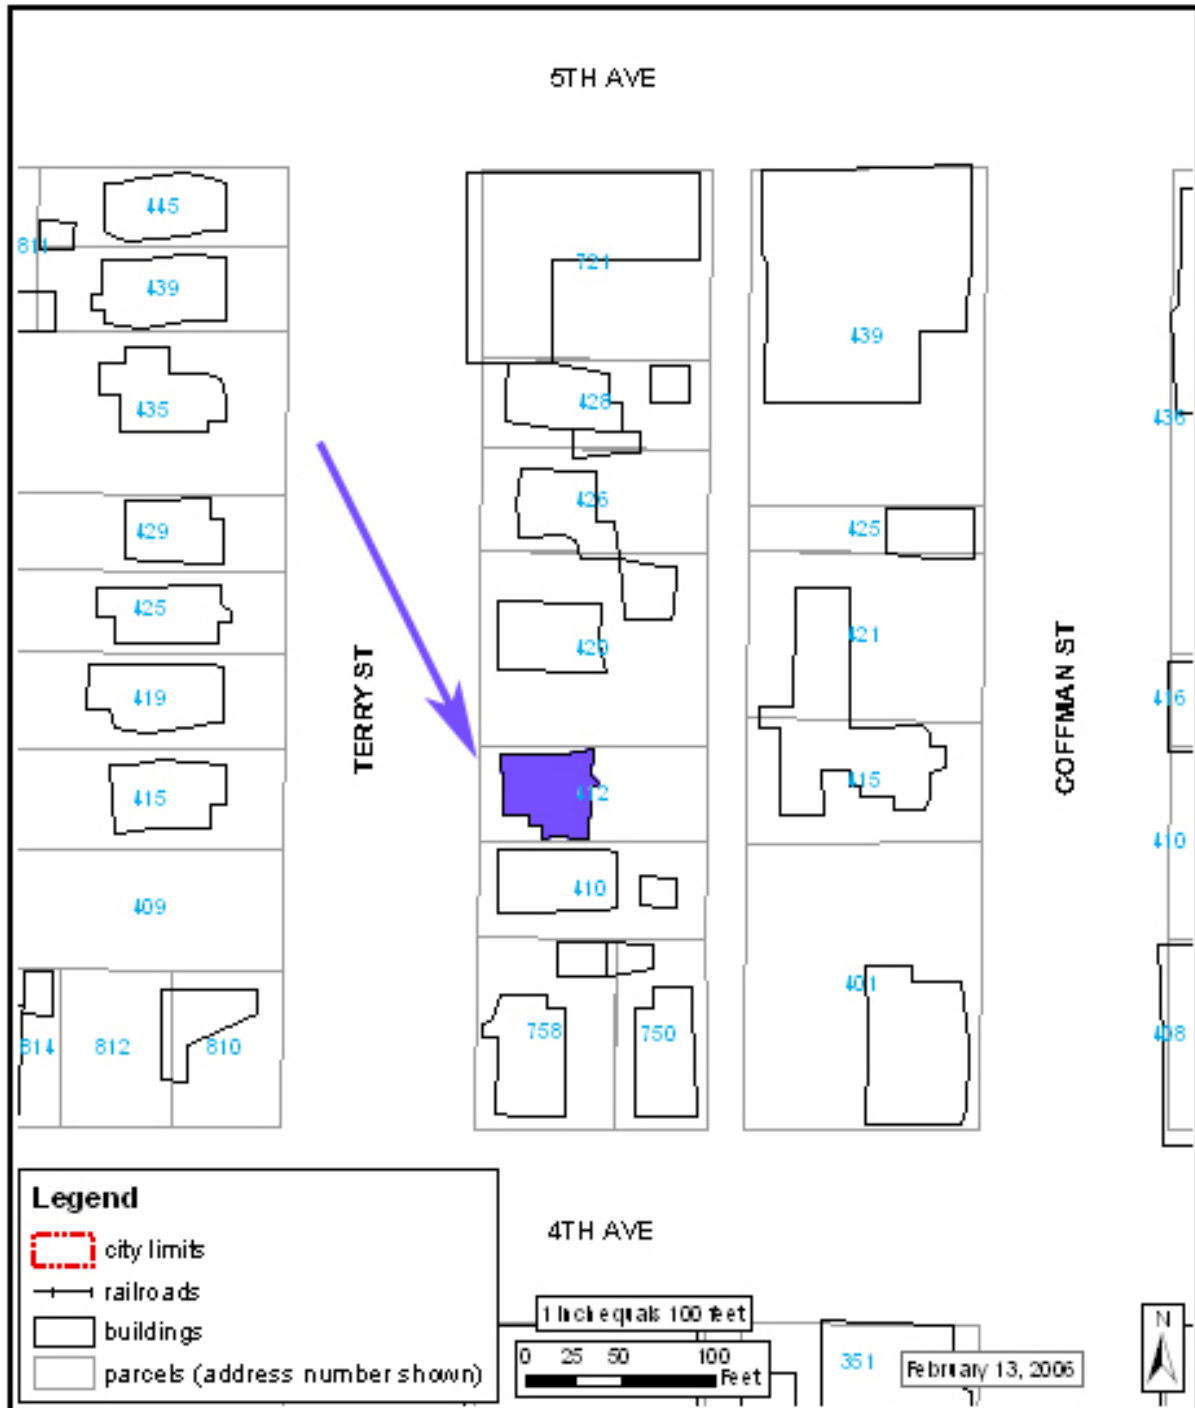 5TH AVE
445
811
439
721
439
435
428
436
426
429
425
425
421
420
419
416
TERRY ST
COFFMAN ST
415
412
415
410
410
409
401
814
812
810
758
750
408
Legend
city limits
railroads
buildings
parcels (address number shown)
4TH AVE
1 inch equals 100 feet
0 25 50 100
Feet
351
February 13, 2006
N